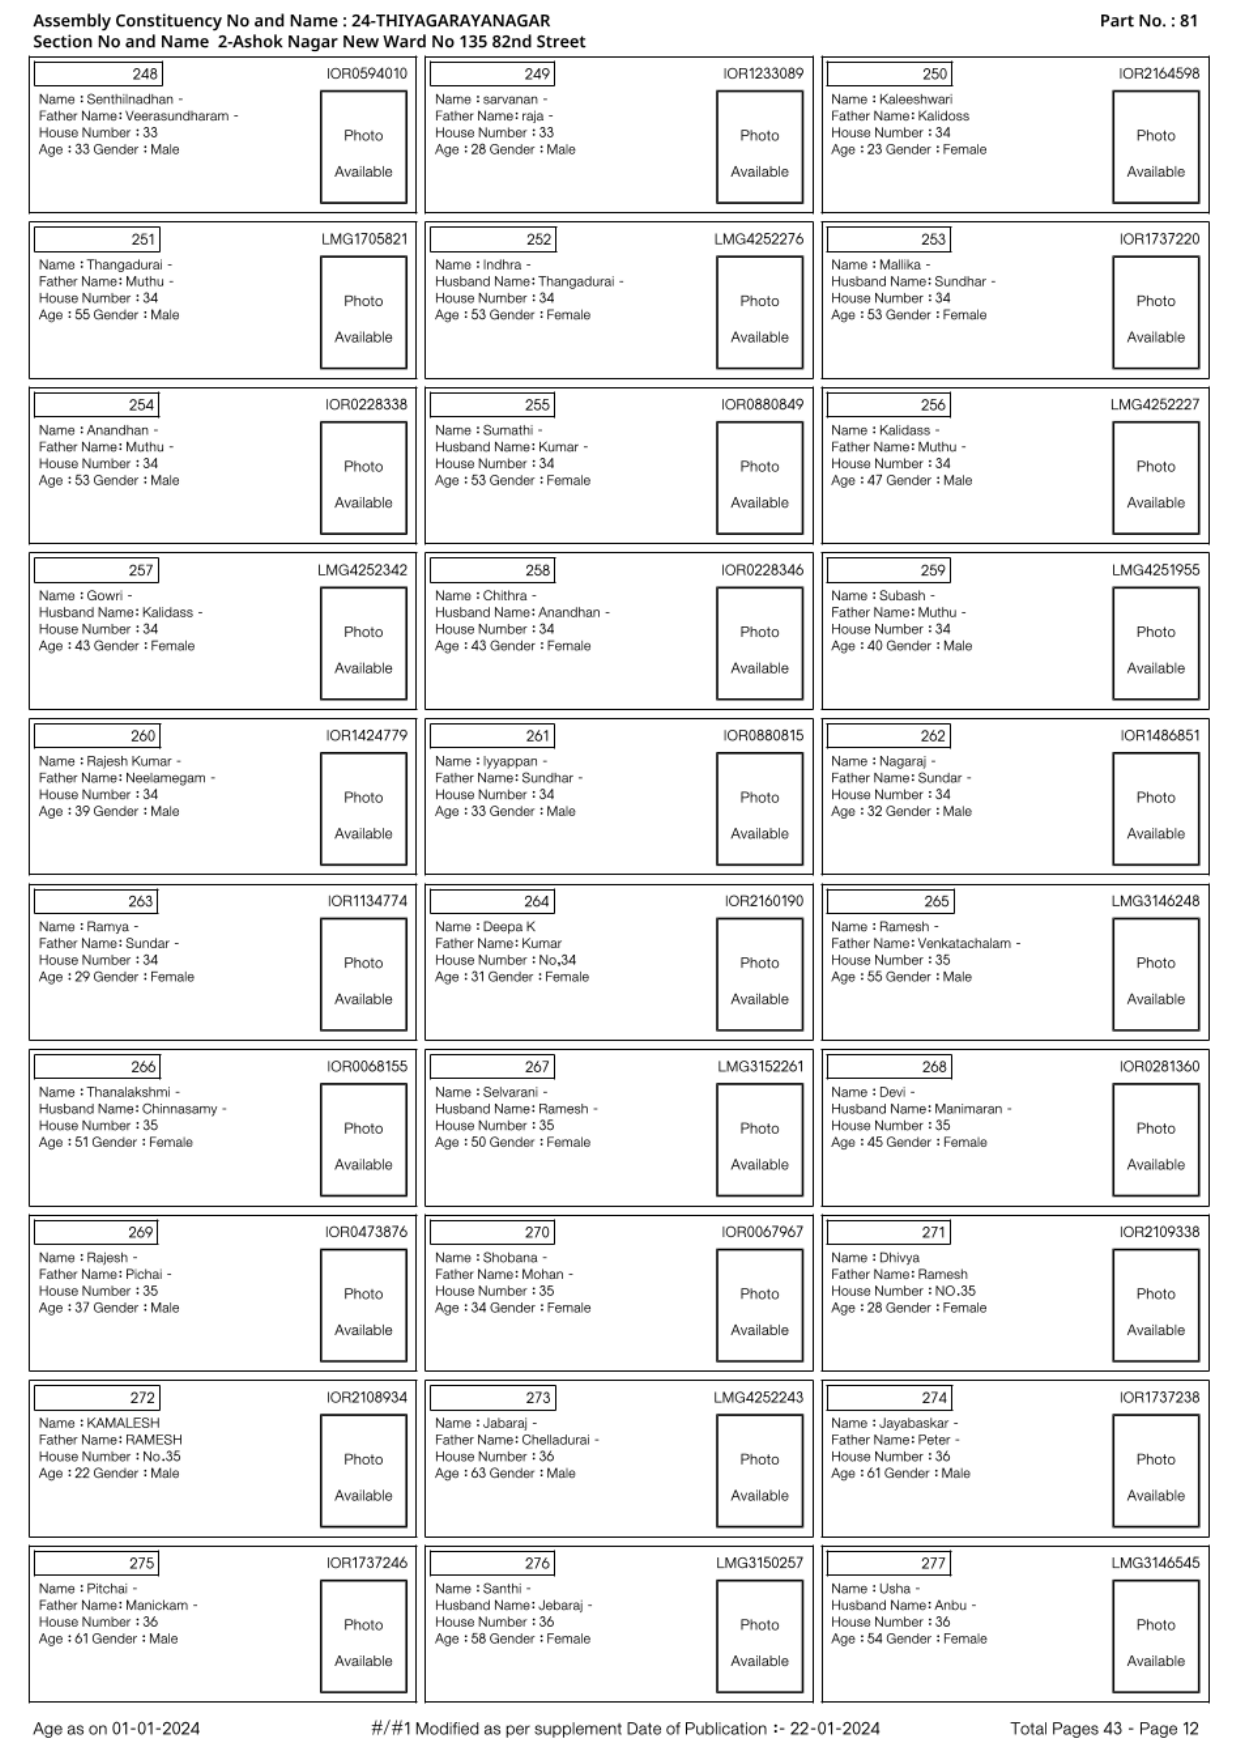 Assembly Constituency No and Name : 24-THIYAGARAYANAGAR
Part No. : 81
Section No and Name 2-Ashok Nagar New Ward No 135 82nd Street
248 IOR0594010
Name : Senthilnadhan -
Father Name: Veerasundharam -
House Number : 33
Age : 33 Gender : Male
Photo
Available
249 IOR1233089
Name : sarvanan -
Father Name: raja -
House Number : 33
Age : 28 Gender : Male
Photo
Available
250 IOR2164598
Name : Kaleeshwari
Father Name: Kalidoss
House Number : 34
Age : 23 Gender : Female
Photo
Available
251 LMG1705821
Name : Thangadurai -
Father Name: Muthu -
House Number : 34
Age : 55 Gender : Male
Photo
Available
252 LMG4252276
Name : Indhra -
Husband Name: Thangadurai -
House Number : 34
Age : 53 Gender : Female
Photo
Available
253 IOR1737220
Name : Mallika -
Husband Name: Sundhar -
House Number : 34
Age : 53 Gender : Female
Photo
Available
254 IOR0228338
Name : Anandhan -
Father Name: Muthu -
House Number : 34
Age : 53 Gender : Male
Photo
Available
255 IOR0880849
Name : Sumathi -
Husband Name: Kumar -
House Number : 34
Age : 53 Gender : Female
Photo
Available
256 LMG4252227
Name : Kalidass -
Father Name: Muthu -
House Number : 34
Age : 47 Gender : Male
Photo
Available
257 LMG4252342
Name : Gowri -
Husband Name: Kalidass -
House Number : 34
Age : 43 Gender : Female
Photo
Available
258 IOR0228346
Name : Chithra -
Husband Name: Anandhan -
House Number : 34
Age : 43 Gender : Female
Photo
Available
259 LMG4251955
Name : Subash -
Father Name: Muthu -
House Number : 34
Age : 40 Gender : Male
Photo
Available
260 IOR1424779
Name : Rajesh Kumar -
Father Name: Neelamegam -
House Number : 34
Age : 39 Gender : Male
Photo
Available
261 IOR0880815
Name : Iyyappan -
Father Name: Sundhar -
House Number : 34
Age : 33 Gender : Male
Photo
Available
262 IOR1486851
Name : Nagaraj -
Father Name: Sundar -
House Number : 34
Age : 32 Gender : Male
Photo
Available
263 IOR1134774
Name : Ramya -
Father Name: Sundar -
House Number : 34
Age : 29 Gender : Female
Photo
Available
264 IOR2160190
Name : Deepa K
Father Name: Kumar
House Number : No,34
Age : 31 Gender : Female
Photo
Available
265 LMG3146248
Name : Ramesh -
Father Name: Venkatachalam -
House Number : 35
Age : 55 Gender : Male
Photo
Available
266 IOR0068155
Name : Thanalakshmi -
Husband Name: Chinnasamy -
House Number : 35
Age : 51 Gender : Female
Photo
Available
267 LMG3152261
Name : Selvarani -
Husband Name: Ramesh -
House Number : 35
Age : 50 Gender : Female
Photo
Available
268 IOR0281360
Name : Devi -
Husband Name: Manimaran -
House Number : 35
Age : 45 Gender : Female
Photo
Available
269 IOR0473876
Name : Rajesh -
Father Name: Pichai -
House Number : 35
Age : 37 Gender : Male
Photo
Available
270 IOR0067967
Name : Shobana -
Father Name: Mohan -
House Number : 35
Age : 34 Gender : Female
Photo
Available
271 IOR2109338
Name : Dhivya
Father Name: Ramesh
House Number : NO.35
Age : 28 Gender : Female
Photo
Available
272 IOR2108934
Name : KAMALESH
Father Name: RAMESH
House Number : No.35
Age : 22 Gender : Male
Photo
Available
273 LMG4252243
Name : Jabaraj -
Father Name: Chelladurai -
House Number : 36
Age : 63 Gender : Male
Photo
Available
274 IOR1737238
Name : Jayabaskar -
Father Name: Peter -
House Number : 36
Age : 61 Gender : Male
Photo
Available
275 IOR1737246
Name : Pitchai -
Father Name: Manickam -
House Number : 36
Age : 61 Gender : Male
Photo
Available
276 LMG3150257
Name : Santhi -
Husband Name: Jebaraj -
House Number : 36
Age : 58 Gender : Female
Photo
Available
277 LMG3146545
Name : Usha -
Husband Name: Anbu -
House Number : 36
Age : 54 Gender : Female
Photo
Available
Age as on 01-01-2024
#/#1 Modified as per supplement Date of Publication :- 22-01-2024
Total Pages 43 - Page 12